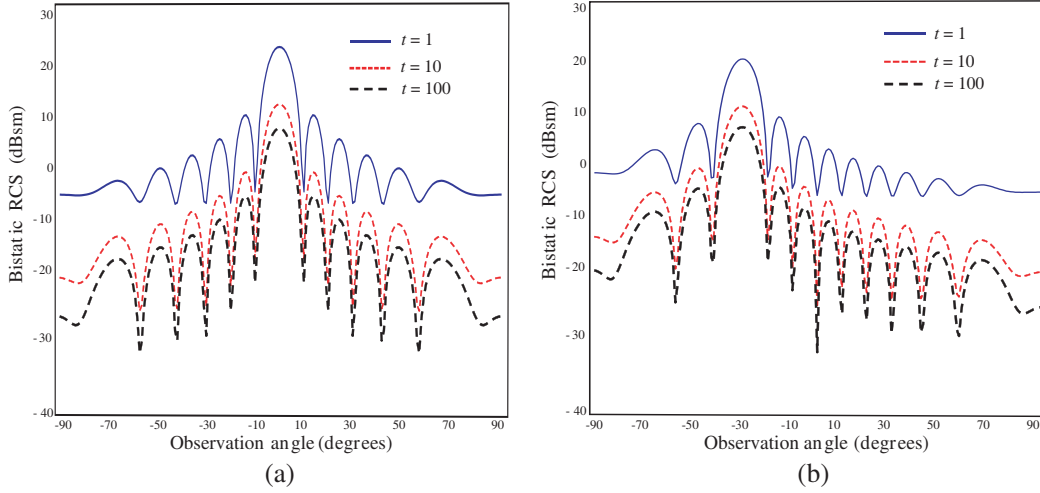 30
20
10
0
-10
-20
-30
-40
Bistatic RCS (dBsm)
t = 1
t = 10
t = 100
-90 -70 -50 -30 -10 10 30 50 70 90
Observation angle (degrees)
(a)
30
20
10
0
-10
-20
-30
-40
Bistatic RCS (dBsm)
t = 1
t = 10
t = 100
-90 -70 -50 -30 -10 10 30 50 70 90
Observation angle (degrees)
(b)